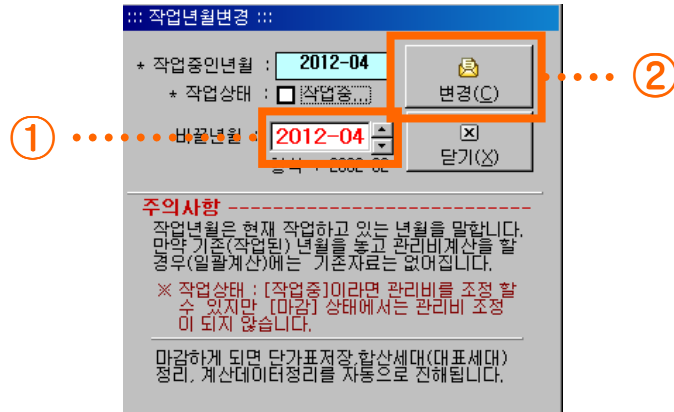 ::: 작업년월변경 :::
* 작업중인년월 : 2012-04
* 작업상태 : 작업중...
변경(C)
②
① 바꿀년월 : 2012-04
닫기(X)
형식 : 2002-02
주의사항 ----------------------------
작업년월은 현재 작업하고 있는 년월을 말합니다.
만약 기존(작업된) 년월을 놓고 관리비계산을 할
경우(일괄계산)에는 기존자료는 없어집니다.
※ 작업상태 : [작업중]이라면 관리비를 조정 할
수 있지만 [마감] 상태에서는 관리비 조정
이 되지 않습니다.
마감하게 되면 단가표저장,합산세대(대표세대)
정리, 계산데이터정리를 자동으로 진해됩니다.